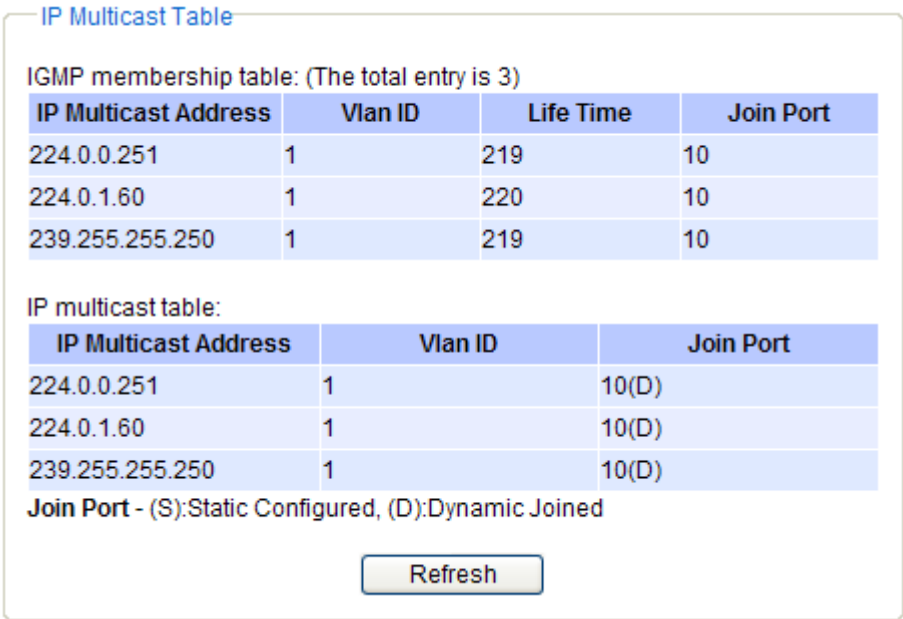 IP Multicast Table
IGMP membership table: (The total entry is 3)
IP Multicast Address Vlan ID Life Time Join Port
224.0.0.251 1 219 10
224.0.1.60 1 220 10
239.255.255.250 1 219 10
IP multicast table:
IP Multicast Address Vlan ID Join Port
224.0.0.251 1 10(D)
224.0.1.60 1 10(D)
239.255.255.250 1 10(D)
Join Port - (S):Static Configured, (D):Dynamic Joined
Refresh